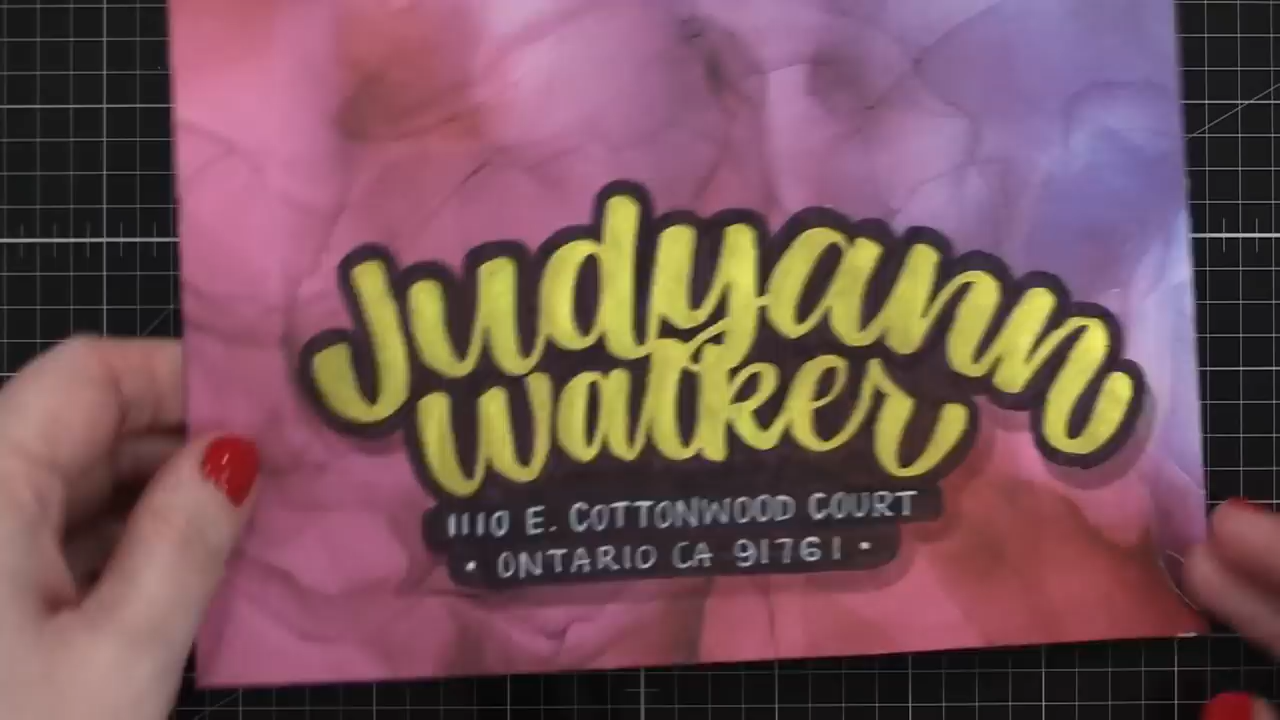 Judyann
walker
1110 E. COTTONWOOD COURT
• ONTARIO CA 91761 •